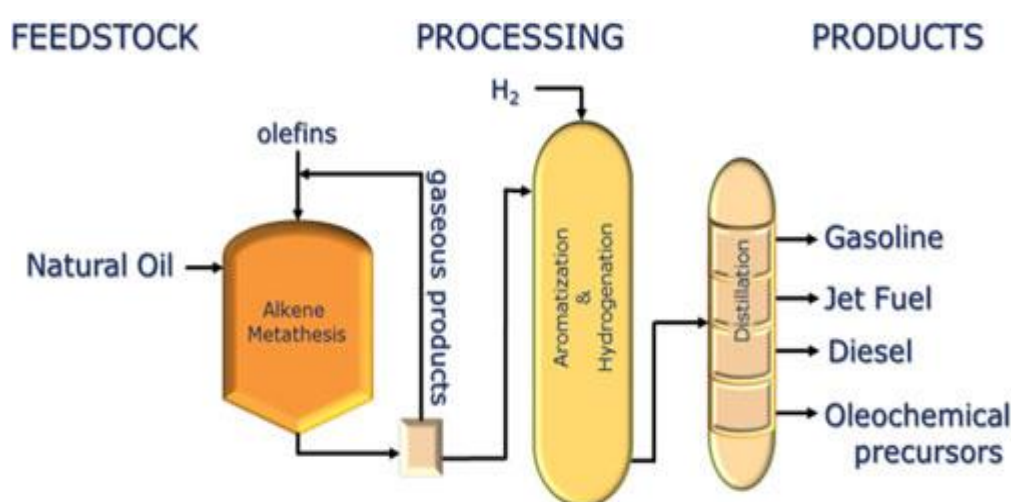 FEEDSTOCK
PROCESSING
PRODUCTS
H₂
olefins
gaseous products
Natural Oil
Alkene
Metathesis
Aromatization
&
Hydrogenation
Distillation
Gasoline
Jet Fuel
Diesel
Oleochemical
precursors